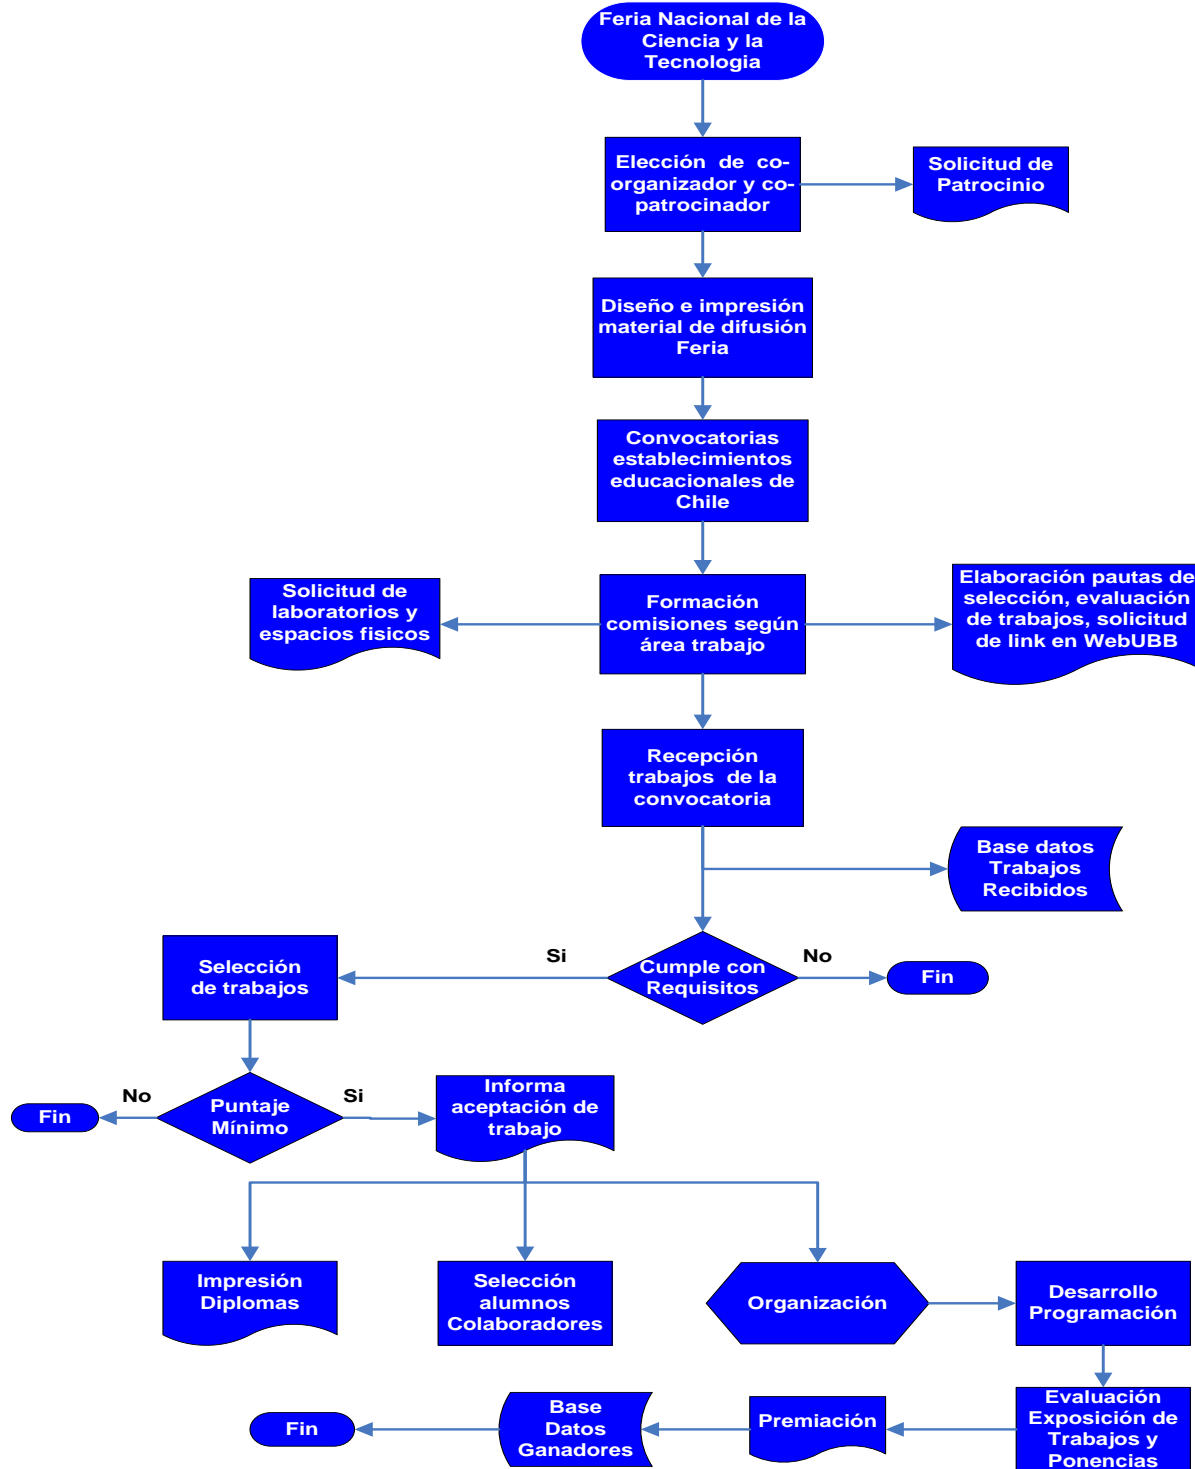 Feria Nacional de la
Ciencia y la
Tecnologia
Elección de co-
organizador y co-
patrocinador
Solicitud de
Patrocinio
Diseño e impresión
material de difusión
Feria
Convocatorias
establecimientos
educacionales de
Chile
Solicitud de
laboratorios y
espacios fisicos
Formación
comisiones según
área trabajo
Elaboración pautas de
selección, evaluación
de trabajos, solicitud
de link en WebUBB
Recepción
trabajos de la
convocatoria
Base datos
Trabajos
Recibidos
Selección
de trabajos
Si
Cumple con
Requisitos
No
Fin
Fin
No
Puntaje
Mínimo
Si
Informa
aceptación de
trabajo
Impresión
Diplomas
Selección
alumnos
Colaboradores
Organización
Desarrollo
Programación
Fin
Base
Datos
Ganadores
Premiación
Evaluación
Exposición de
Trabajos y
Ponencias